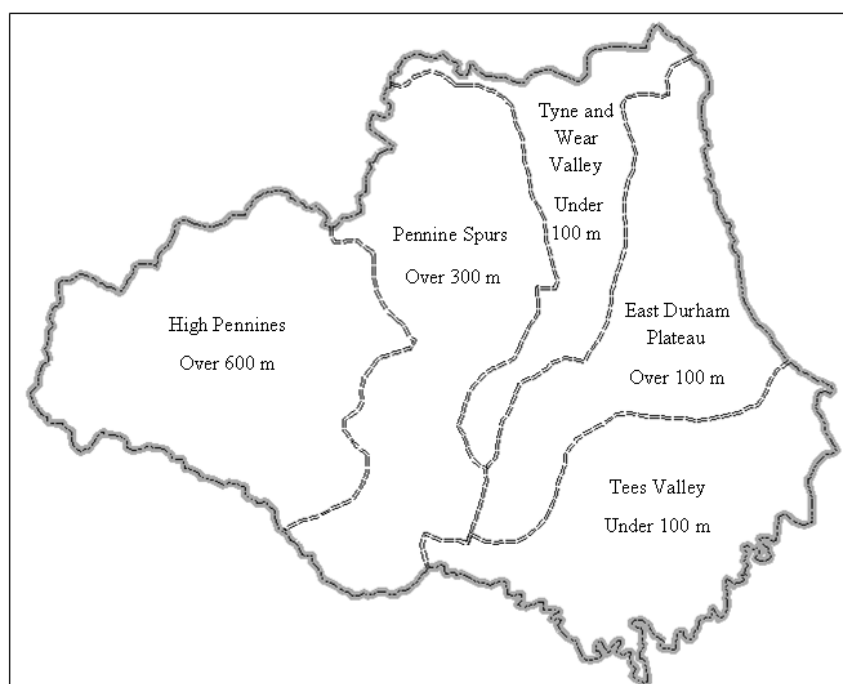 Tyne and
Wear
Valley
Under
100 m
Pennine Spurs
Over 300 m
High Pennines
Over 600 m
East Durham
Plateau
Over 100 m
Tees Valley
Under 100 m